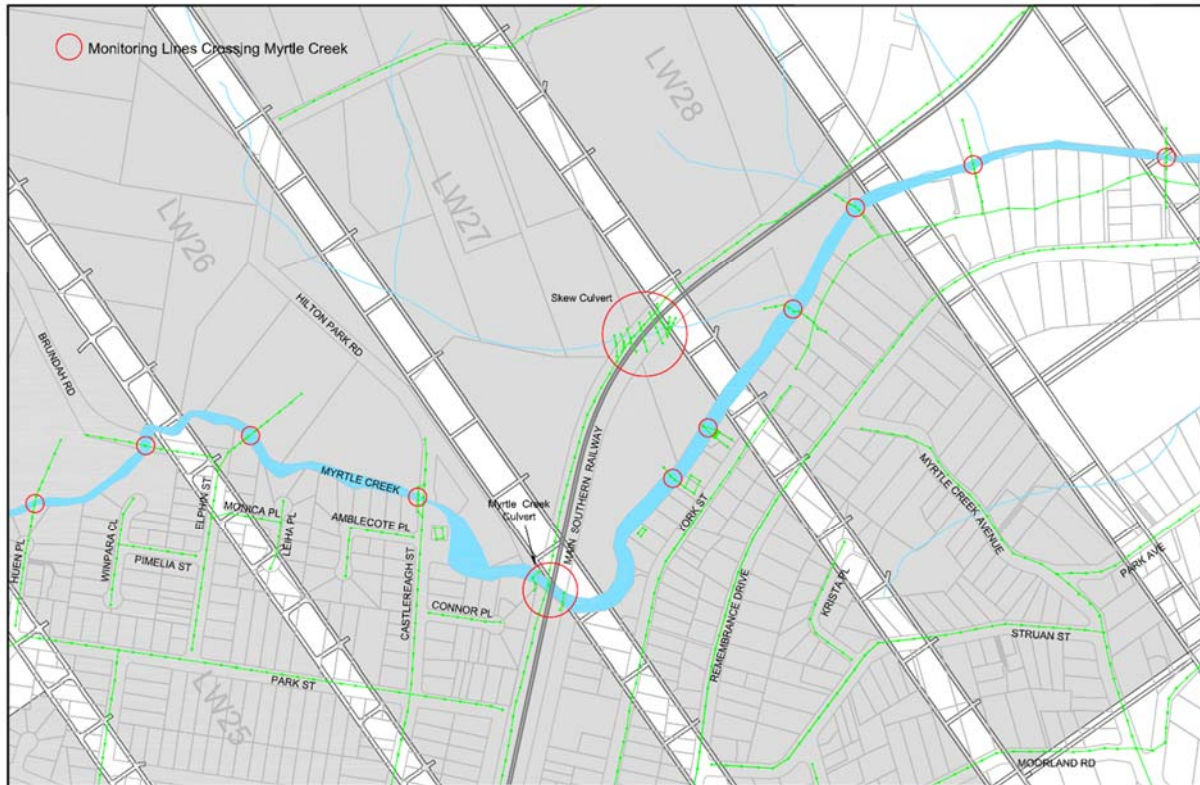 Monitoring Lines Crossing Myrtle Creek
LW28
LW27
LW26
HILTON PARK RD
BRUNDAH RD
Skew Culvert
MAIN SOUTHERN RAILWAY
MYRTLE CREEK
Myrtle Creek
Culvert
ELPHIN ST
MONICA PL
LEIHA PL
AMBLECOTE PL
HUEN PL
WINPARA CL
PIMELIA ST
CASTLEREAGH ST
CONNOR PL
YORK ST
REMEMBRANCE DRIVE
MYRTLE CREEK AVENUE
KRISTA PL
PARK AVE
STRUAN ST
PARK ST
LW25
MOORLAND RD